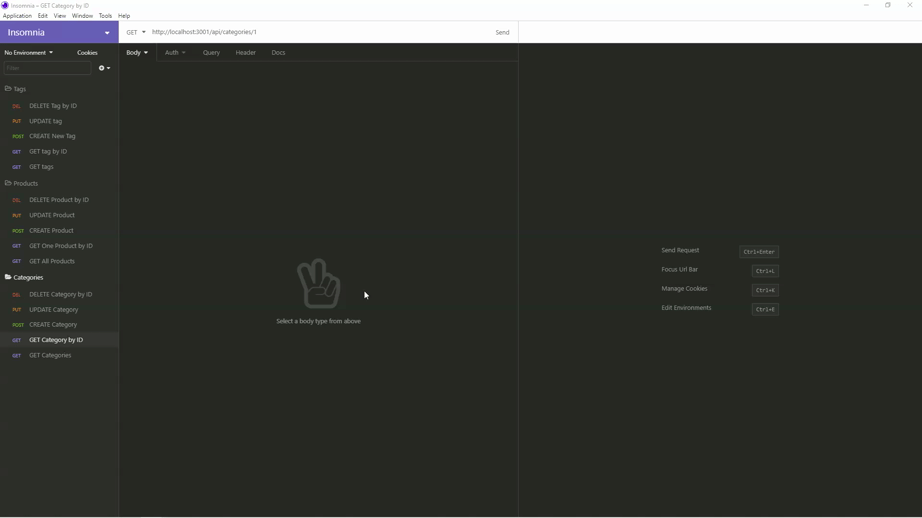 Insomnia – GET Category by ID
Application Edit View Window Tools Help
Insomnia
GET http://localhost:3001/api/categories/1 Send
No Environment Cookies
Body Auth Query Header Docs
Filter
Tags
DEL DELETE Tag by ID
PUT UPDATE tag
POST CREATE New Tag
GET GET tag by ID
GET GET tags
Products
DEL DELETE Product by ID
PUT UPDATE Product
POST CREATE Product
GET GET One Product by ID
GET GET All Products
Categories
DEL DELETE Category by ID
PUT UPDATE Category
POST CREATE Category
GET GET Category by ID
GET GET Categories
Select a body type from above
Send Request Ctrl+Enter
Focus Url Bar Ctrl+L
Manage Cookies Ctrl+K
Edit Environments Ctrl+E